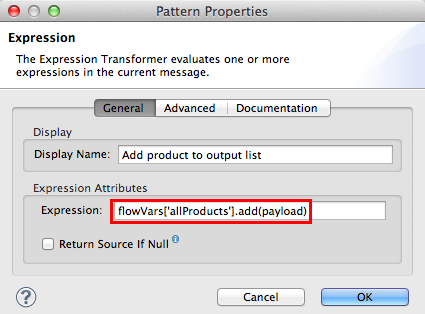 Pattern Properties
Expression
The Expression Transformer evaluates one or more
expressions in the current message.
General
Advanced
Documentation
Display
Display Name: Add product to output list
Expression Attributes
Expression: flowVars['allProducts'].add(payload)
Return Source If Null
?
Cancel
OK